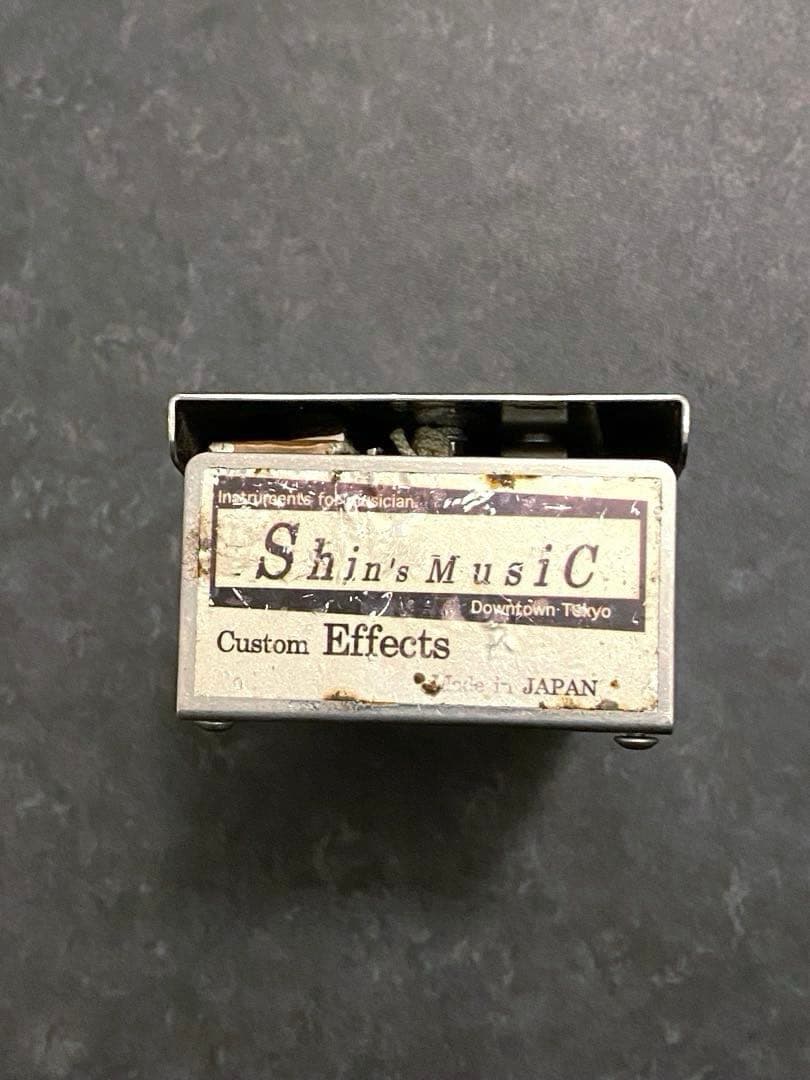 Instruments for musician.
Shin's MusiC
Downtown Tokyo
Custom Effects
Made in JAPAN